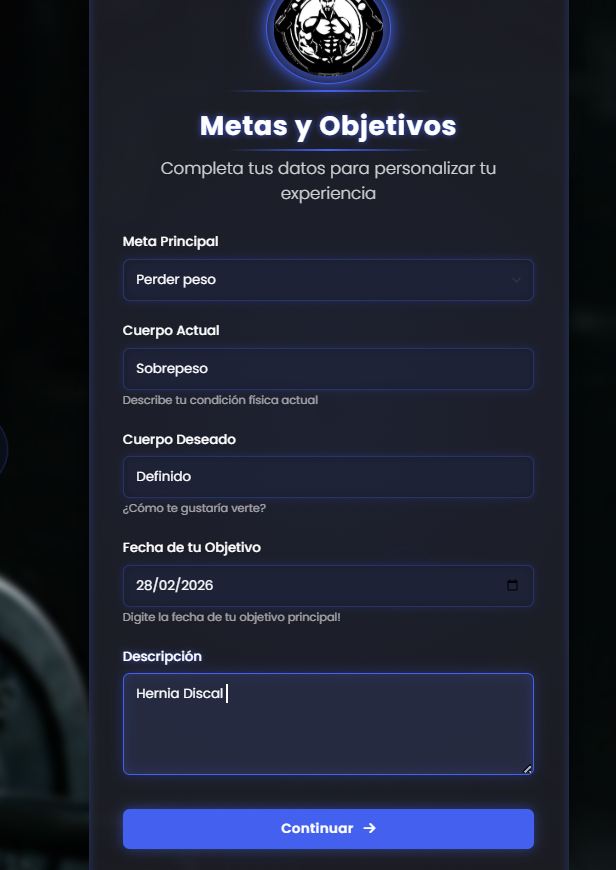 Metas y Objetivos
Completa tus datos para personalizar tu
experiencia
Meta Principal
Perder peso
Cuerpo Actual
Sobrepeso
Describe tu condición física actual
Cuerpo Deseado
Definido
¿Cómo te gustaría verte?
Fecha de tu Objetivo
28/02/2026
Digite la fecha de tu objetivo principal!
Descripción
Hernia Discal
Continuar →